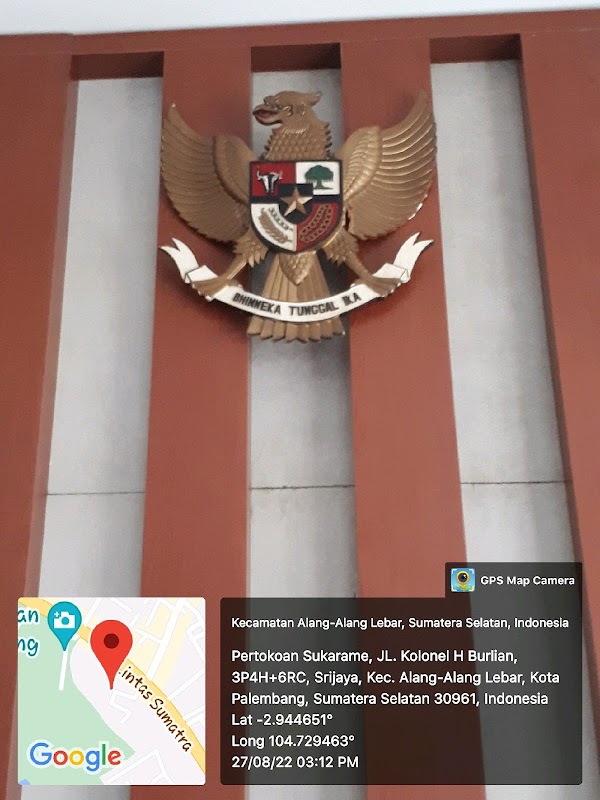 BHINNEKA TUNGGAL IKA
GPS Map Camera
an
ng
Lintas Sumatra
Google
Kecamatan Alang-Alang Lebar, Sumatera Selatan, Indonesia
Pertokoan Sukarame, JL. Kolonel H Burlian,
3P4H+6RC, Srijaya, Kec. Alang-Alang Lebar, Kota
Palembang, Sumatera Selatan 30961, Indonesia
Lat -2.944651°
Long 104.729463°
27/08/22 03:12 PM